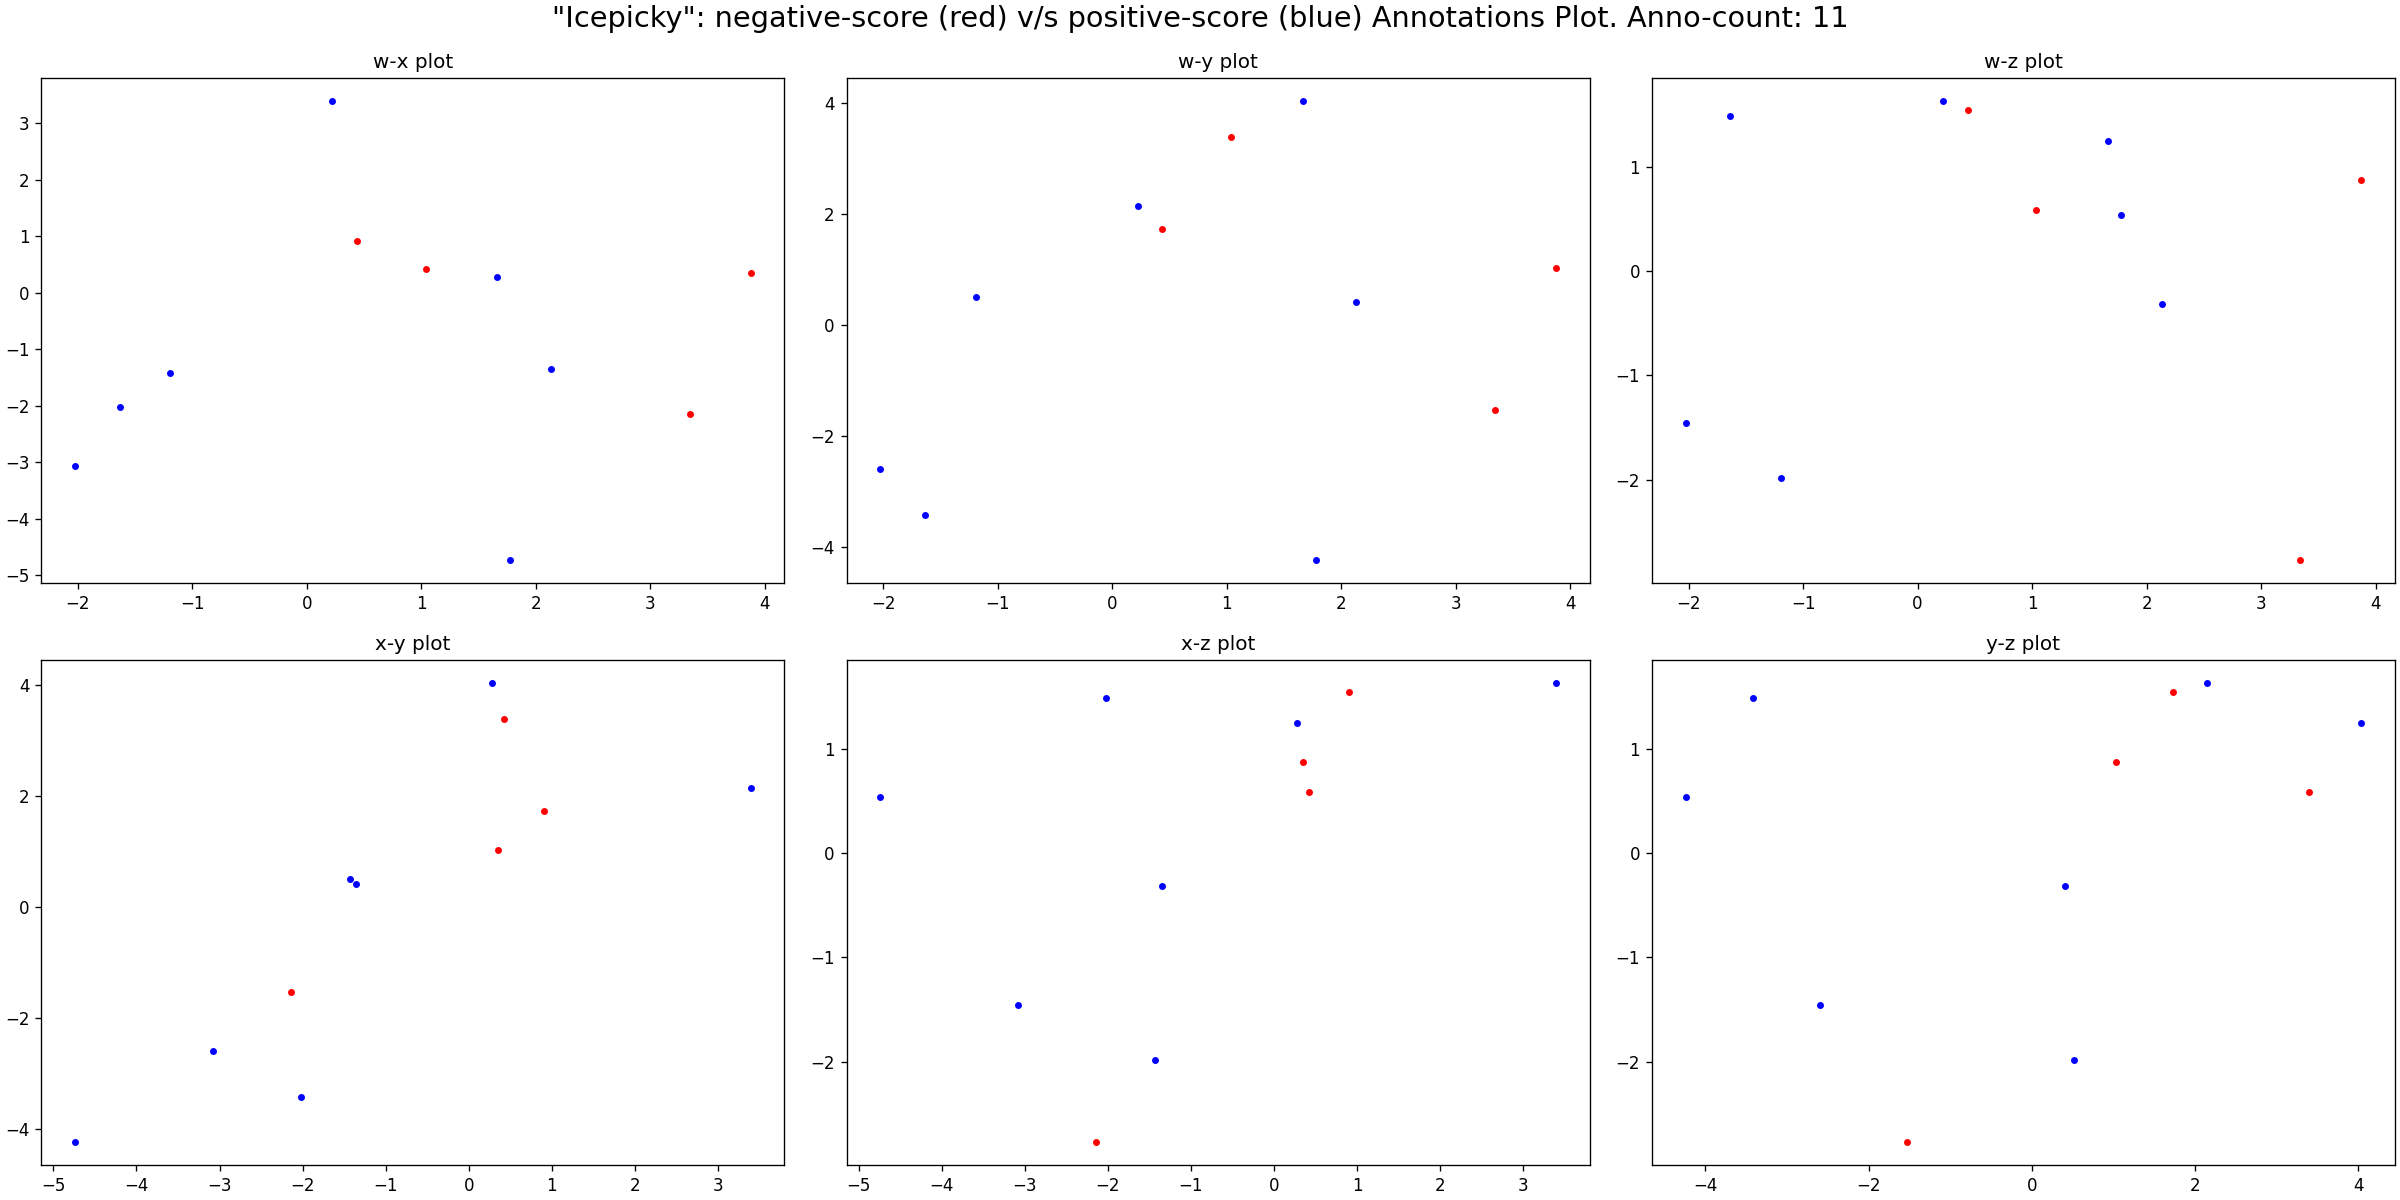 "Icepicky": negative-score (red) v/s positive-score (blue) Annotations Plot. Anno-count: 11
w-x plot
3
2
1
0
−1
−2
−3
−4
−5
−2 −1 0 1 2 3 4
w-y plot
4
2
0
−2
−4
−2 −1 0 1 2 3 4
w-z plot
1
0
−1
−2
−2 −1 0 1 2 3 4
x-y plot
4
2
0
−2
−4
−5 −4 −3 −2 −1 0 1 2 3
x-z plot
1
0
−1
−2
−5 −4 −3 −2 −1 0 1 2 3
y-z plot
1
0
−1
−2
−4 −2 0 2 4